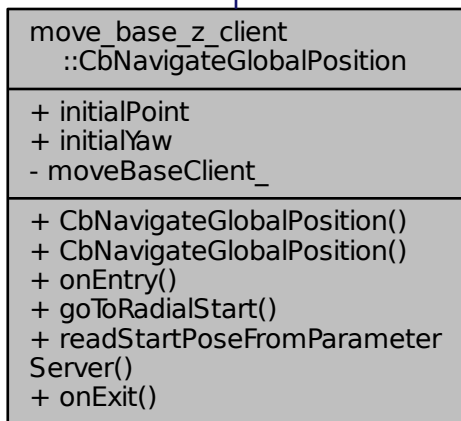 move_base_z_client
::CbNavigateGlobalPosition
+ initialPoint
+ initialYaw
- moveBaseClient_
+ CbNavigateGlobalPosition()
+ CbNavigateGlobalPosition()
+ onEntry()
+ goToRadialStart()
+ readStartPoseFromParameter
Server()
+ onExit()